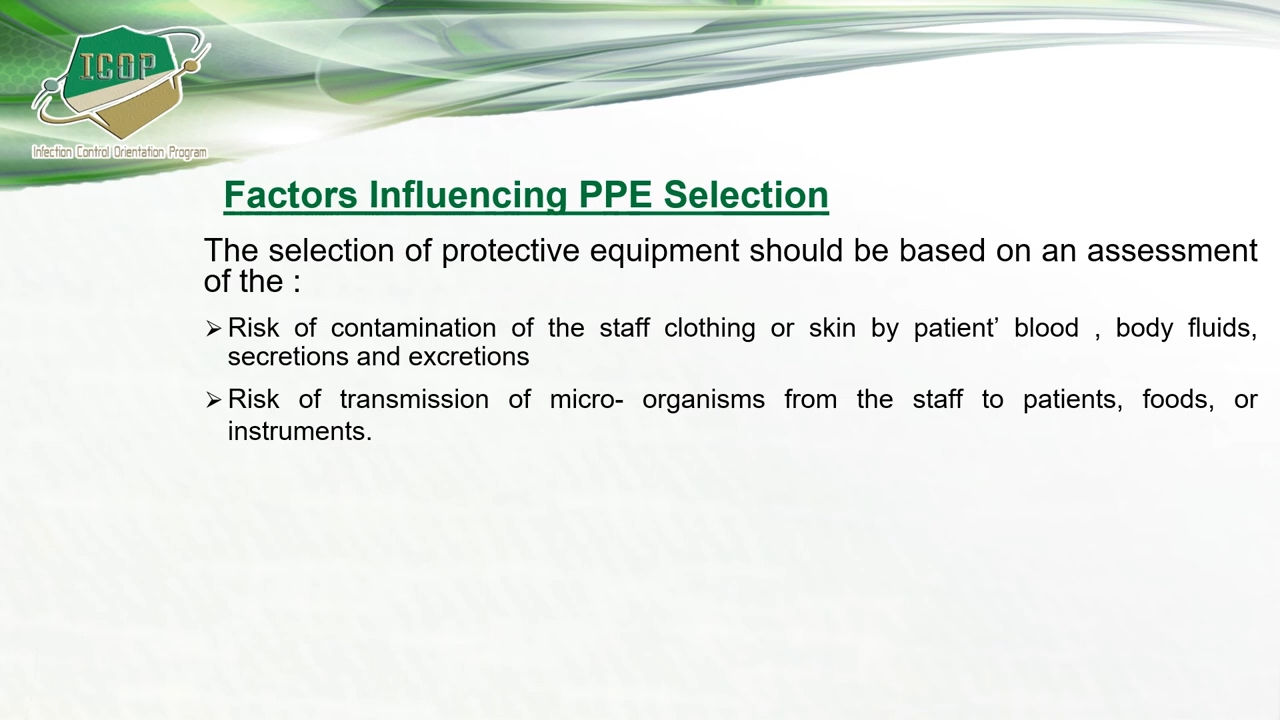 ICOP
Infection Control Orientation Program
Factors Influencing PPE Selection
The selection of protective equipment should be based on an assessment
of the :
➢ Risk of contamination of the staff clothing or skin by patient’ blood , body fluids,
secretions and excretions
➢ Risk of transmission of micro- organisms from the staff to patients, foods, or
instruments.